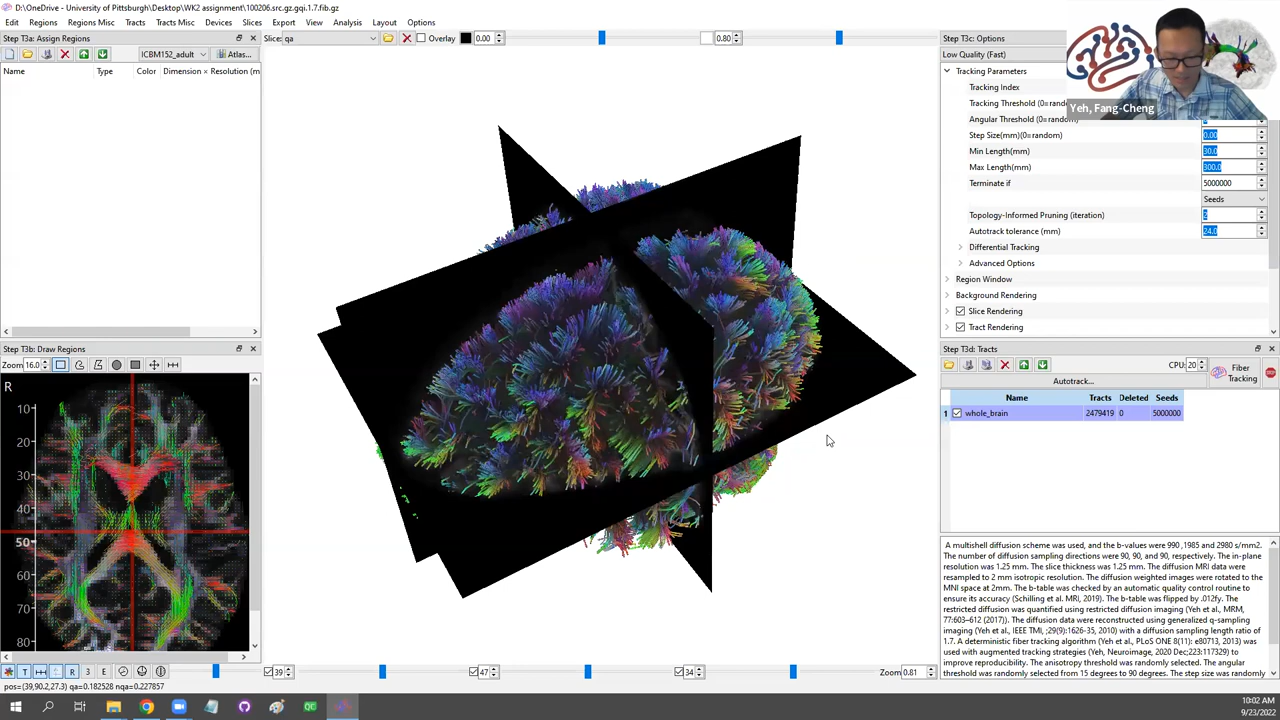 D:\OneDrive - University of Pittsburgh\Desktop\WK2 assignment\100206.src.gz.gqi.1.7.fib.gz
Edit Regions Regions Misc Tracts Tracts Misc Devices Slices Export View Analysis Layout Options
Step T3a: Assign Regions
ICBM152_adult
Atlas...
Name Type Color Dimension × Resolution (m
Slice: qa
Overlay
0.00
0.80
Step T3c: Options
Low Quality (Fast)
Yeh, Fang-Cheng
Tracking Parameters
Tracking Index
Tracking Threshold (0=
Angular Threshold (0=
Step Size(mm)(0=random) 0.00
Min Length(mm) 30.0
Max Length(mm) 300.0
Terminate if 5000000
Seeds
Topology-Informed Pruning (iteration) 2
Autotrack tolerance (mm) 24.0
Differential Tracking
Advanced Options
Region Window
Background Rendering
Slice Rendering
Tract Rendering
Step T3b: Draw Regions
Zoom 16.0
R
10
20
30
40
50
60
70
80
Step T3d: Tracts
CPU: 20
Fiber
Tracking
Autotrack...
Name Tracts Deleted Seeds
1 whole_brain 2479419 0 5000000
A multishell diffusion scheme was used, and the b-values were 990 ,1985 and 2980 s/mm2.
The number of diffusion sampling directions were 90, 90, and 90, respectively. The in-plane
resolution was 1.25 mm. The slice thickness was 1.25 mm. The diffusion MRI data were
resampled to 2 mm isotropic resolution. The diffusion weighted images were rotated to the
MNI space at 2mm. The b-table was checked by an automatic quality control routine to
ensure its accuracy (Schilling et al. MRI, 2019). The b-table was flipped by .012fy. The
restricted diffusion was quantified using restricted diffusion imaging (Yeh et al., MRM,
77:603–612 (2017)). The diffusion data were reconstructed using generalized q-sampling
imaging (Yeh et al., IEEE TMI, ;29(9):1626-35, 2010) with a diffusion sampling length ratio of
1.7. A deterministic fiber tracking algorithm (Yeh et al., PLoS ONE 8(11): e80713, 2013) was
used with augmented tracking strategies (Yeh, Neuroimage, 2020 Dec;223:117329) to
improve reproducibility. The anisotropy threshold was randomly selected. The angular
threshold was randomly selected from 15 degrees to 90 degrees. The step size was randomly
T R 3 E
39
47
34
Zoom 0.81
pos=(39,90.2,27.3) qa=0.182528 nqa=0.227857
10:02 AM
9/23/2022